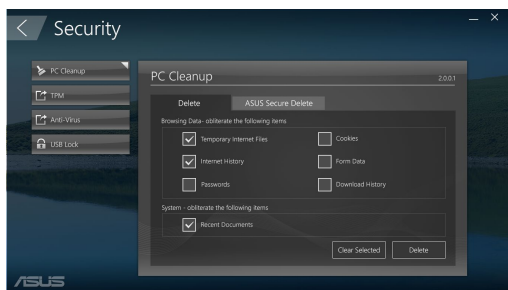 Security
PC Cleanup
TPM
Anti-Virus
USB Lock
PC Cleanup 2.0.0.1
Delete ASUS Secure Delete
Browsing Data- obliterate the following items
Temporary Internet Files Cookies
Internet History Form Data
Passwords Download History
System - obliterate the following items
Recent Documents
Clear Selected Delete
ASUS